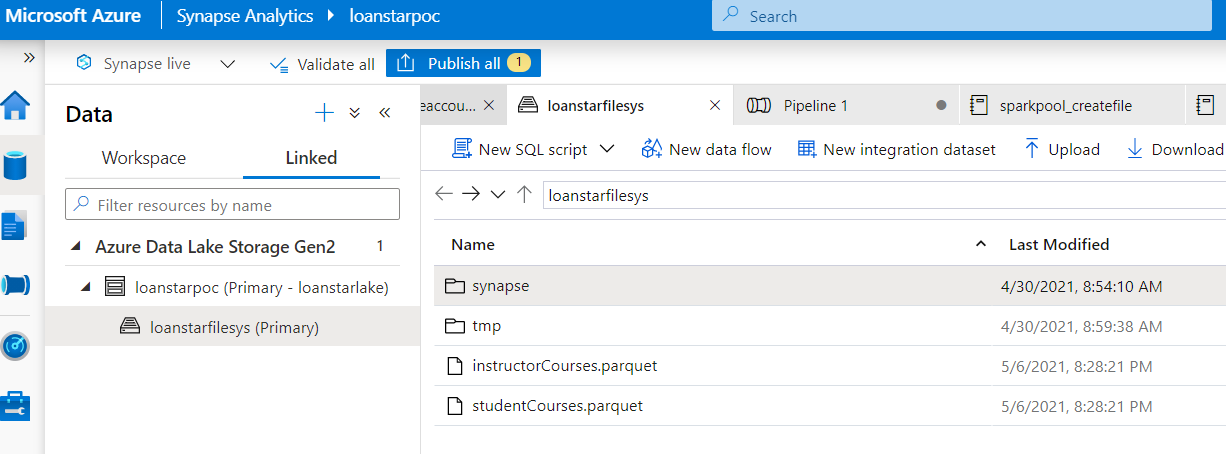 Microsoft Azure Synapse Analytics loanstarpoc Search
» Synapse live Validate all Publish all 1
Data «
eaccou... loanstarfilesys Pipeline 1 sparkpool_createfile
Workspace Linked
New SQL script New data flow New integration dataset Upload Download
Filter resources by name
loanstarfilesys
Azure Data Lake Storage Gen2 1
Name Last Modified
loanstarpoc (Primary - loanstarlake)
synapse 4/30/2021, 8:54:10 AM
loanstarfilesys (Primary)
tmp 4/30/2021, 8:59:38 AM
instructorCourses.parquet 5/6/2021, 8:28:21 PM
studentCourses.parquet 5/6/2021, 8:28:21 PM